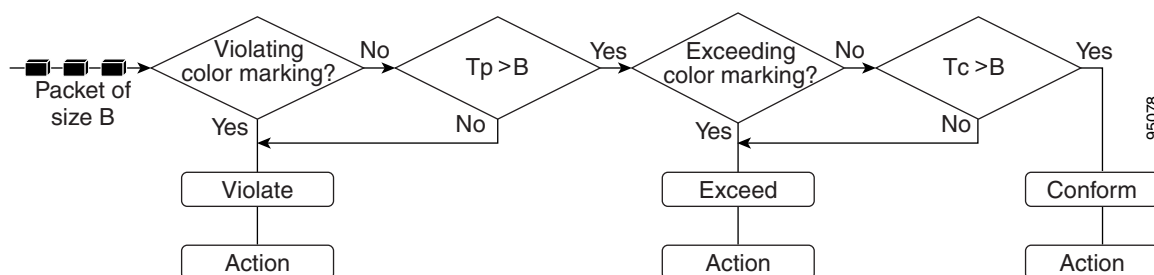 Violating
color marking?
No
Tp >B
Yes
Exceeding
color marking?
No
Tc >B
Yes
Packet of
size B
Yes
No
Yes
No
95078
Violate
Exceed
Conform
Action
Action
Action